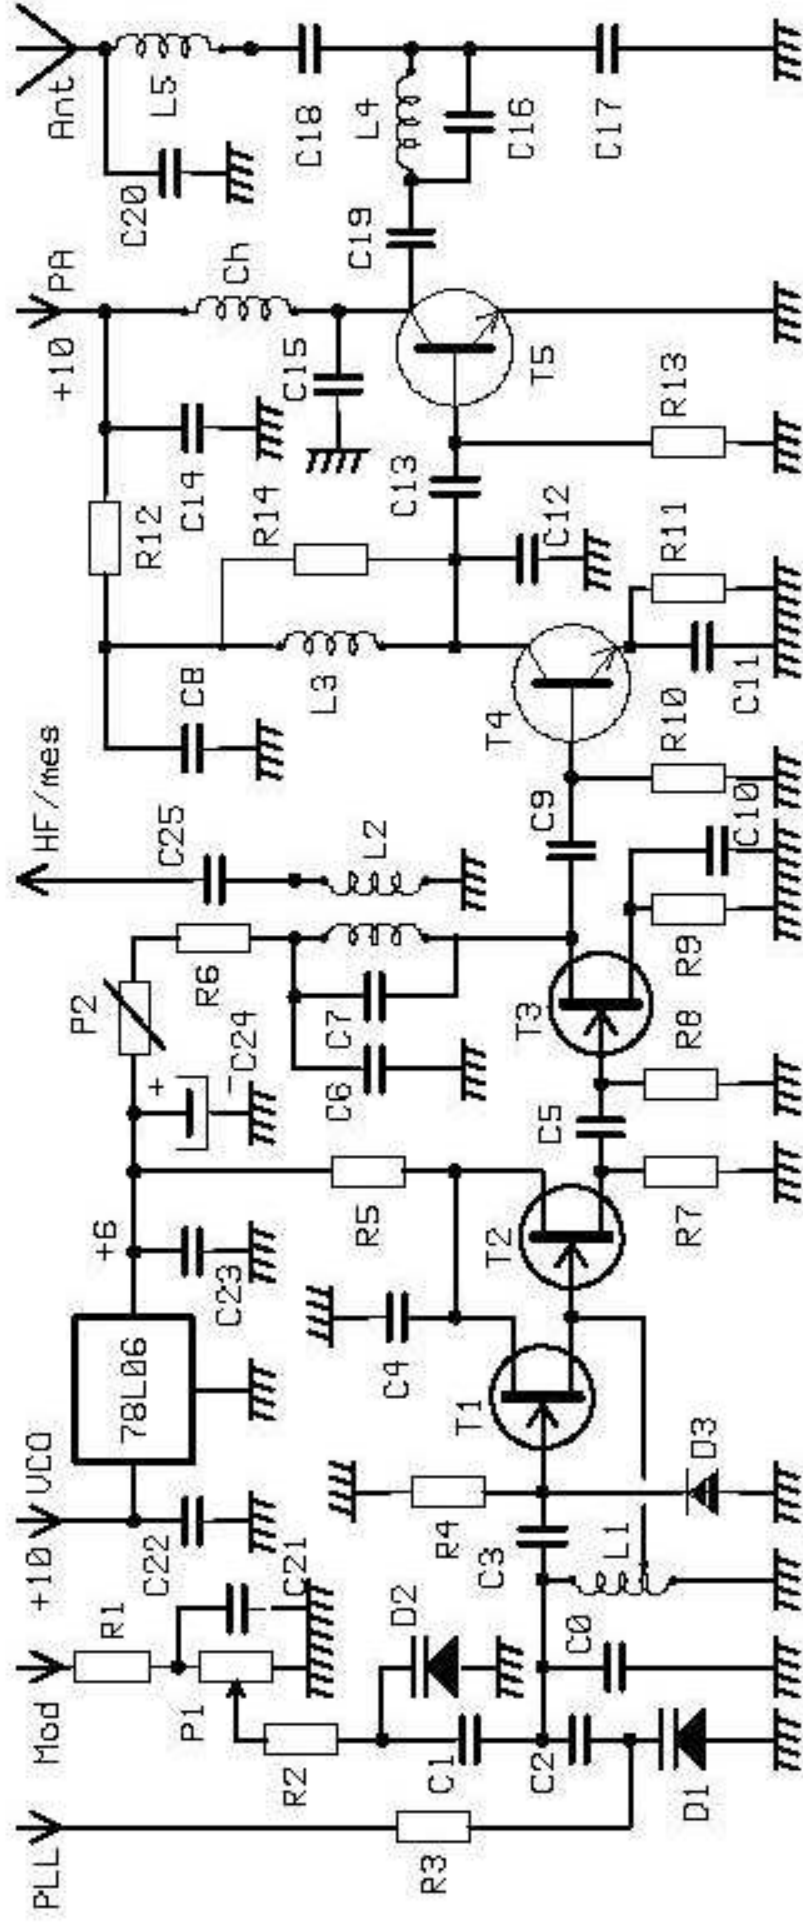 PLL
Mod
+10 VCO
HF/mes
+10 PA
Ant
R1
C22
78L06
+6
P2
R12
P1
C21
C23
C24
+
-
R6
C25
C8
C14
C20
L5
R2
D2
C4
R5
C6
C7
L2
L3
R14
C15
Ch
C18
R3
C1
R4
C3
T1
T2
C5
T3
C9
T4
C13
T5
C19
L4
C2
C12
C16
D1
C0
L1
D3
R7
R8
R9
C10
R10
C11
R11
R13
C17